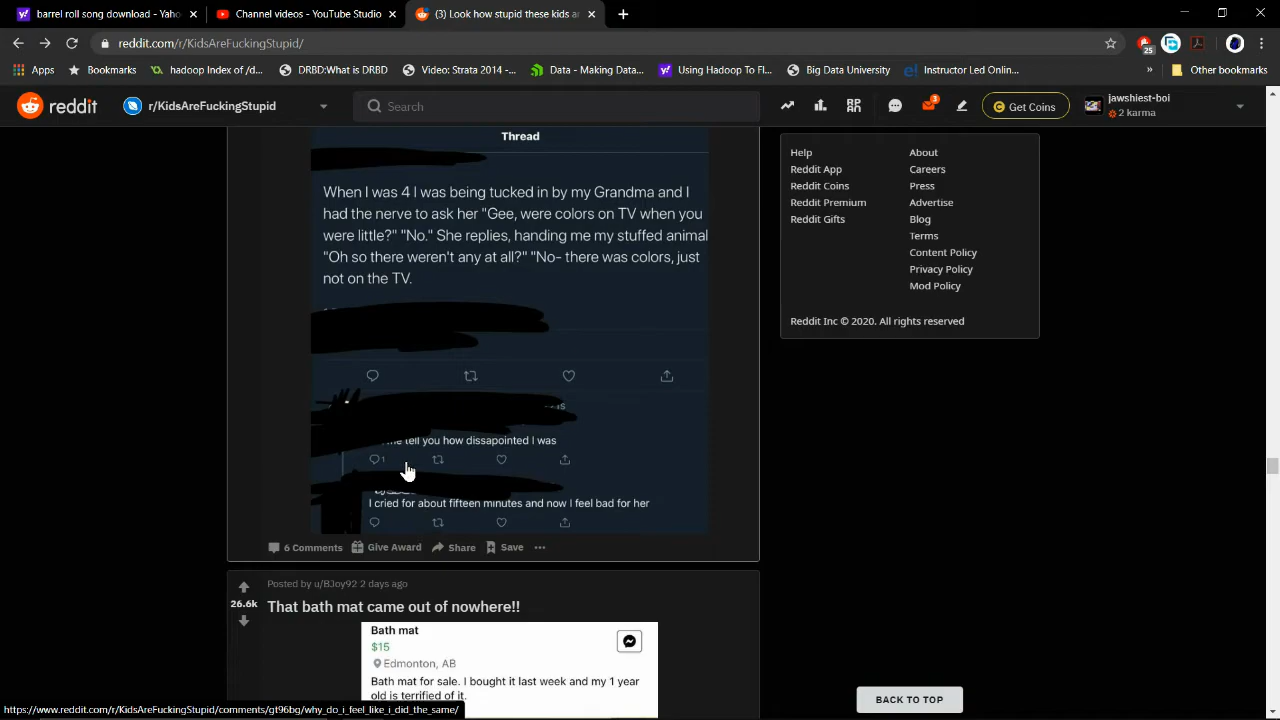 barrel roll song download - Yaho
Channel videos - YouTube Studio
(3) Look how stupid these kids ar
reddit.com/r/KidsAreFuckingStupid/
25
Apps
Bookmarks
hadoop Index of /d...
DRBD:What is DRBD
Video: Strata 2014 -...
Data - Making Data...
Using Hadoop To Fl...
Big Data University
Instructor Led Onlin...
»
Other bookmarks
reddit
r/KidsAreFuckingStupid
Search
3
Get Coins
jawshiest-boi
2 karma
Thread
When I was 4 I was being tucked in by my Grandma and I
had the nerve to ask her "Gee, were colors on TV when you
were little?" "No." She replies, handing me my stuffed animal
"Oh so there weren't any at all?" "No- there was colors, just
not on the TV.
tell you how dissapointed I was
1
I cried for about fifteen minutes and now I feel bad for her
6 Comments
Give Award
Share
Save
Help
Reddit App
Reddit Coins
Reddit Premium
Reddit Gifts
About
Careers
Press
Advertise
Blog
Terms
Content Policy
Privacy Policy
Mod Policy
Reddit Inc © 2020. All rights reserved
Posted by u/BJoy92 2 days ago
26.6k
That bath mat came out of nowhere!!
Bath mat
$15
Edmonton, AB
Bath mat for sale. I bought it last week and my 1 year
old is terrified of it.
BACK TO TOP
https://www.reddit.com/r/KidsAreFuckingStupid/comments/gt96bg/why_do_i_feel_like_i_did_the_same/